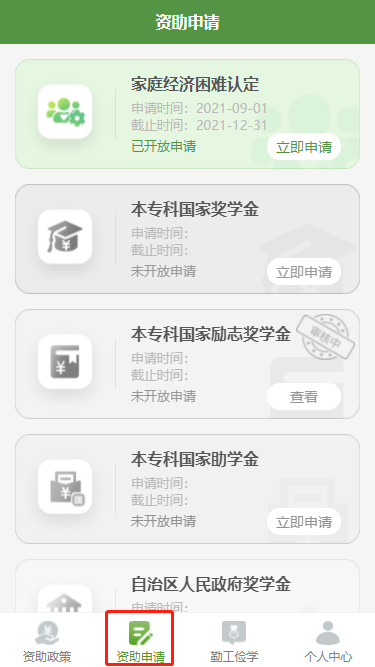 资助申请
家庭经济困难认定
申请时间：2021-09-01
截止时间：2021-12-31
已开放申请
立即申请
本专科国家奖学金
申请时间：
截止时间：
未开放申请
立即申请
本专科国家励志奖学金
审核中
申请时间：
截止时间：
未开放申请
查看
本专科国家助学金
申请时间：
截止时间：
未开放申请
立即申请
自治区人民政府奖学金
资助政策
资助申请
勤工俭学
个人中心